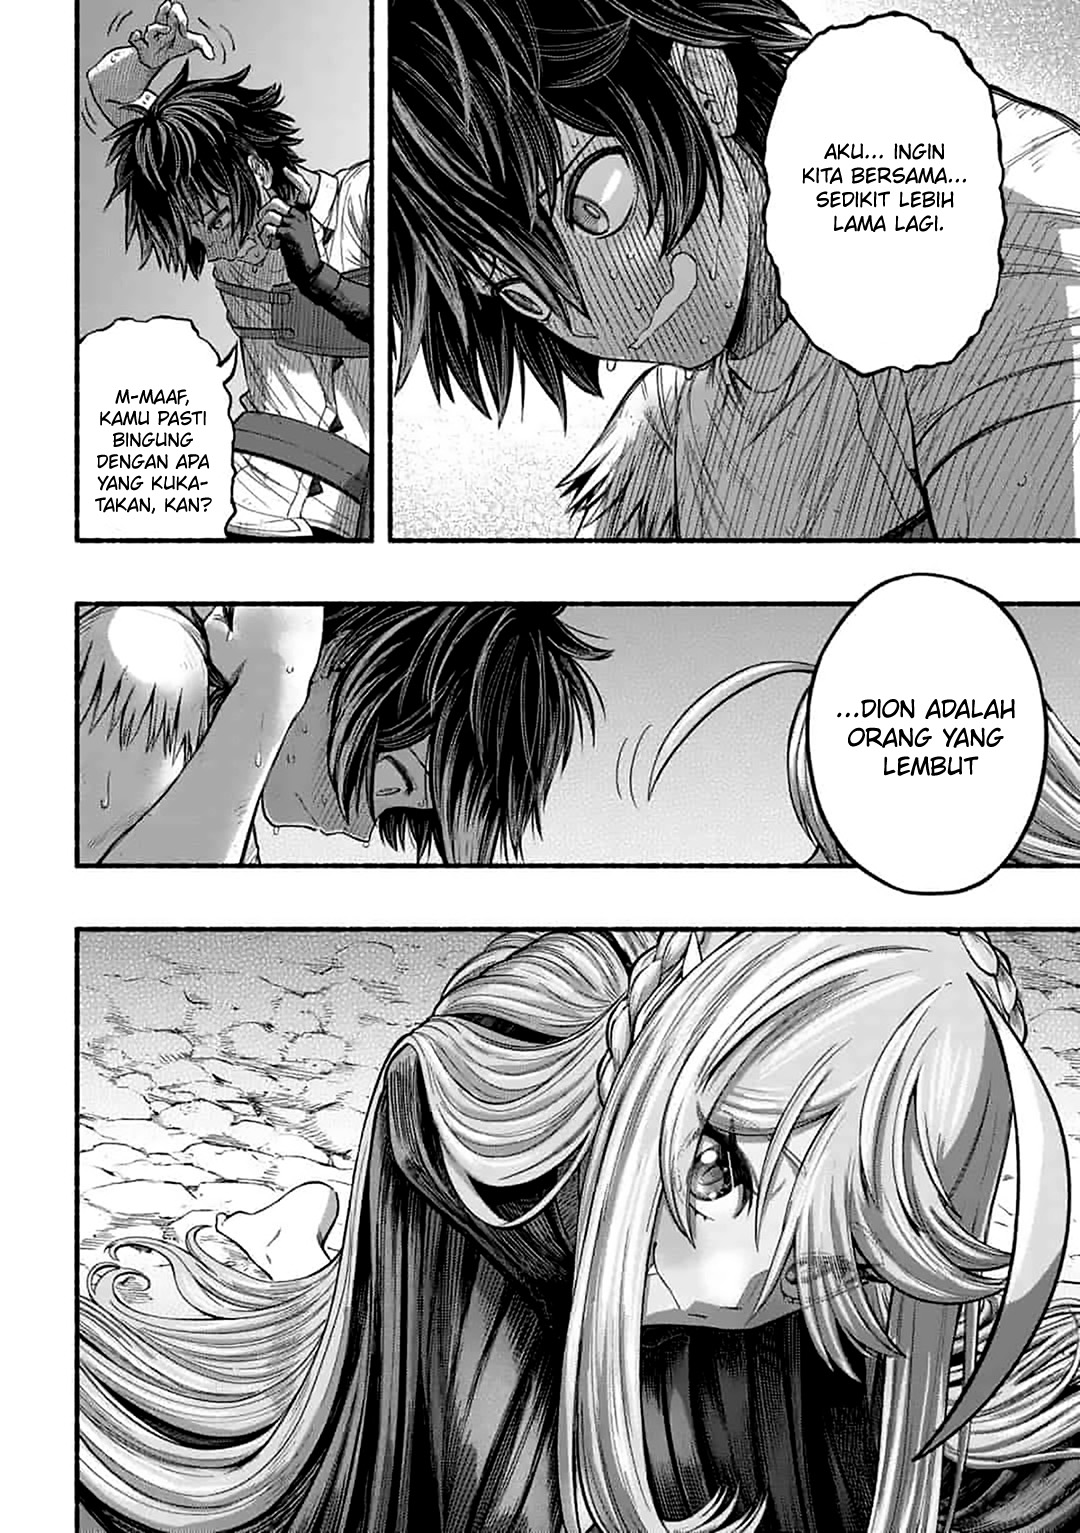 AKU... INGIN
KITA BERSAMA...
SEDIKIT LEBIH
LAMA LAGI.
M-MAAF,
KAMU PASTI
BINGUNG
DENGAN APA
YANG KUKA-
TAKAN, KAN?
...DION ADALAH
ORANG YANG
LEMBUT